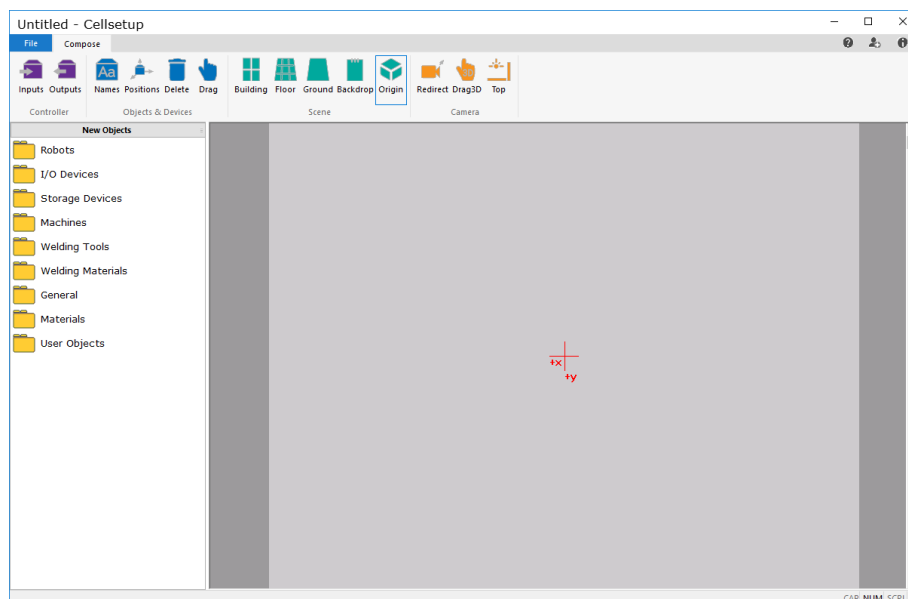 Untitled - Cellsetup
File Compose
Aa
Inputs Outputs Names Positions Delete Drag Building Floor Ground Backdrop Origin Redirect Drag3D Top
Controller Objects & Devices Scene Camera
New Objects
Robots
I/O Devices
Storage Devices
Machines
Welding Tools
Welding Materials
General
Materials
User Objects
+x
+y
CAP NUM SCRL